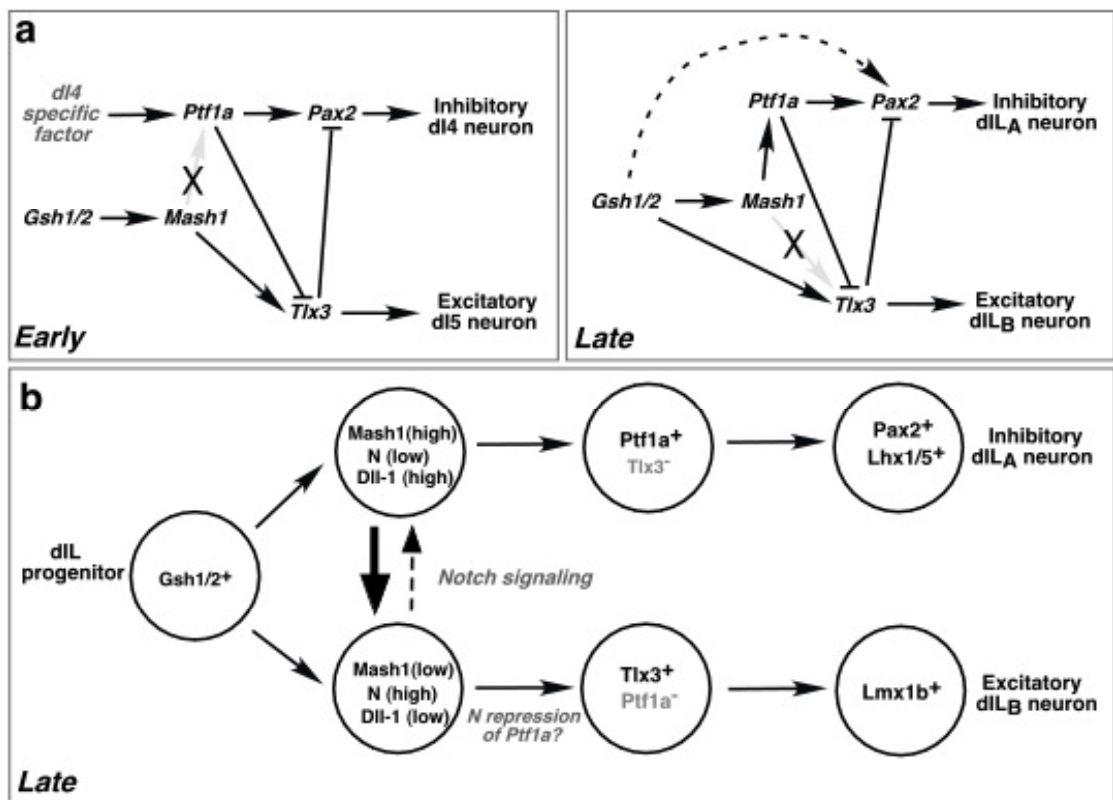 a
dI4
specific
factor
Ptf1a
Pax2
Inhibitory
dI4 neuron
X
Gsh1/2
Mash1
Tlx3
Excitatory
dI5 neuron
Early
Ptf1a
Pax2
Inhibitory
dILA neuron
Gsh1/2
Mash1
X
Tlx3
Excitatory
dILB neuron
Late
b
dIL
progenitor
Gsh1/2+
Mash1(high)
N (low)
Dll-1 (high)
Ptf1a+
Tlx3-
Pax2+
Lhx1/5+
Inhibitory
dILA neuron
Notch signaling
Mash1(low)
N (high)
Dll-1 (low)
N repression
of Ptf1a?
Tlx3+
Ptf1a-
Lmx1b+
Excitatory
dILB neuron
Late